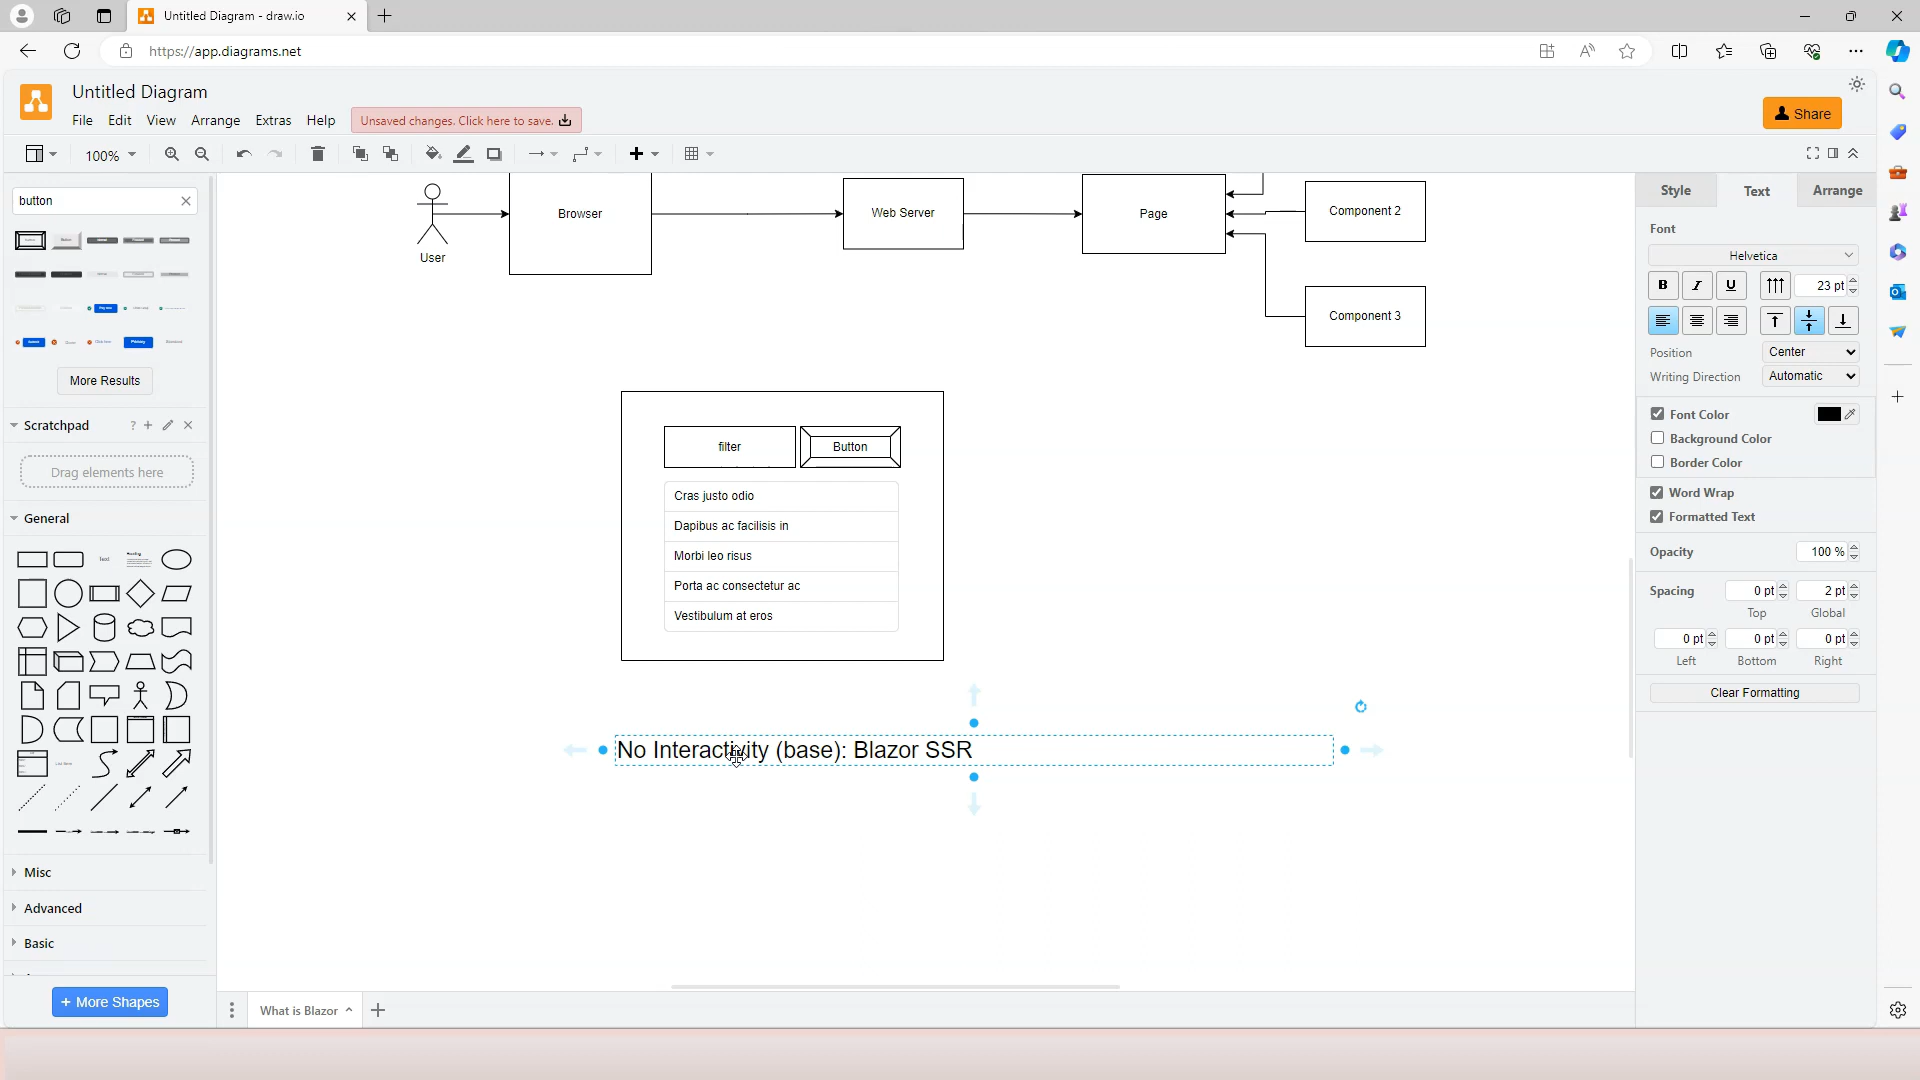 Untitled Diagram - draw.io
https://app.diagrams.net
Untitled Diagram
File Edit View Arrange Extras Help Unsaved changes. Click here to save.
Share
100%
button
More Results
Scratchpad ?
Drag elements here
General
Text
Heading
Misc
Advanced
Basic
+ More Shapes
User
Browser
Web Server
Page
Component 2
Component 3
filter
Button
Cras justo odio
Dapibus ac facilisis in
Morbi leo risus
Porta ac consectetur ac
Vestibulum at eros
No Interactivity (base): Blazor SSR
What is Blazor
Style Text Arrange
Font
Helvetica
B I U 23 pt
Position Center
Writing Direction Automatic
Font Color
Background Color
Border Color
Word Wrap
Formatted Text
Opacity 100 %
Spacing 0 pt 2 pt
Top Global
0 pt 0 pt 0 pt
Left Bottom Right
Clear Formatting